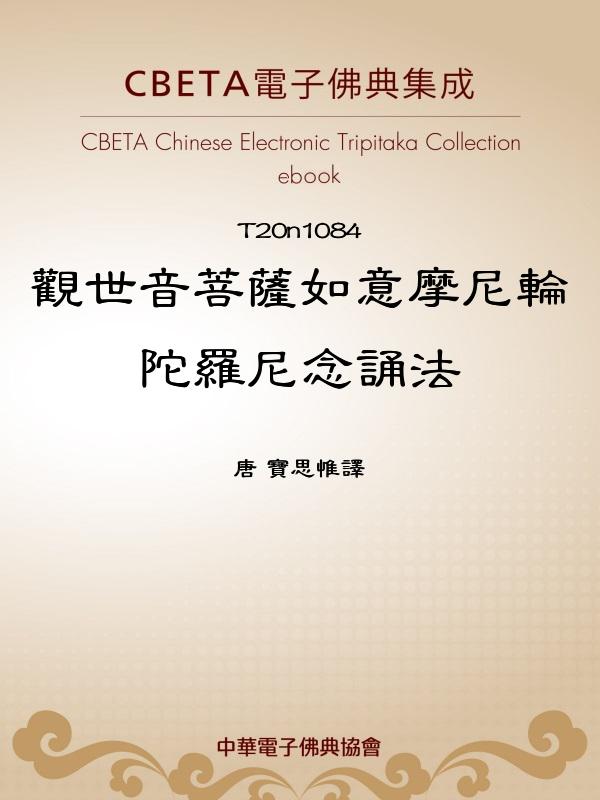 CBETA電子佛典集成
CBETA Chinese Electronic Tripitaka Collection
ebook
T20n1084
觀世音菩薩如意摩尼輪
陀羅尼念誦法
唐 寶思惟譯
中華電子佛典協會